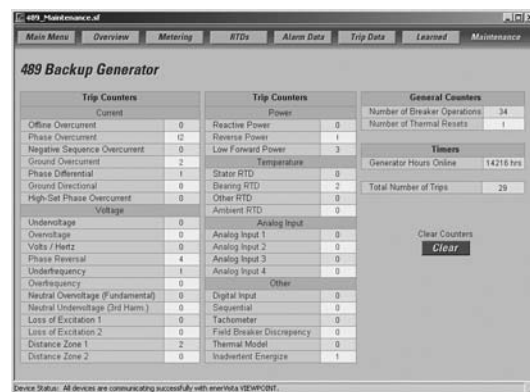 489_Maintenance.sf
Main Menu Overview Metering RTDs Alarm Data Trip Data Learned Maintenance
489 Backup Generator
Trip Counters
Current
Offline Overcurrent 0
Phase Overcurrent 12
Negative Sequence Overcurrent 0
Ground Overcurrent 2
Phase Differential 1
Ground Directional 0
High-Set Phase Overcurrent 0
Voltage
Undervoltage 0
Overvoltage 0
Volts / Hertz 0
Phase Reversal 4
Underfrequency 1
Overfrequency 0
Neutral Overvoltage (Fundamental) 0
Neutral Undervoltage (3rd Harm.) 0
Loss of Excitation 1 0
Loss of Excitation 2 0
Distance Zone 1 2
Distance Zone 2 0
Trip Counters
Power
Reactive Power 0
Reverse Power 1
Low Forward Power 3
Temperature
Stator RTD 0
Bearing RTD 2
Other RTD 0
Ambient RTD 0
Analog Input
Analog Input 1 0
Analog Input 2 0
Analog Input 3 0
Analog Input 4 0
Other
Digital Input 0
Sequential 0
Tachometer 0
Field Breaker Discrepency 0
Thermal Model 0
Inadvertent Energize 1
General Counters
Number of Breaker Operations 34
Number of Thermal Resets 1
Timers
Generator Hours Online 14216 hrs
Total Number of Trips 29
Clear Counters
Clear
Device Status: All devices are communicating successfully with enerVista VIEWPOINT.